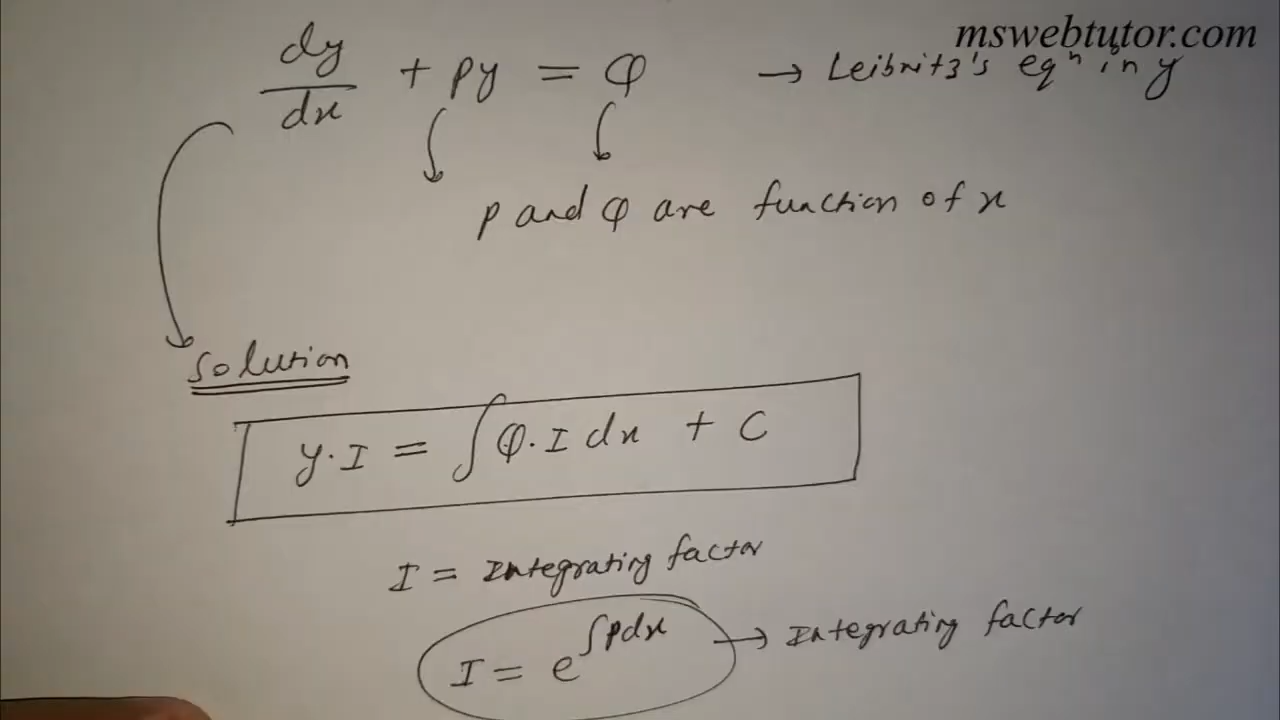 mswebtutor.com
dy/dx + py = φ → Leibnitz's eqⁿ in y
p and φ are function of x
Solution
y.I = ∫φ.I dx + C
I = Integrating factor
I = e^∫pdx → Integrating factor